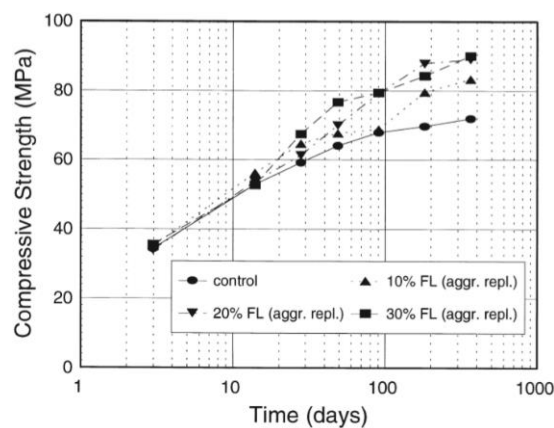 Compressive Strength (MPa)
100
80
60
40
20
0
control
10% FL (aggr. repl.)
20% FL (aggr. repl.)
30% FL (aggr. repl.)
1
10
100
1000
Time (days)